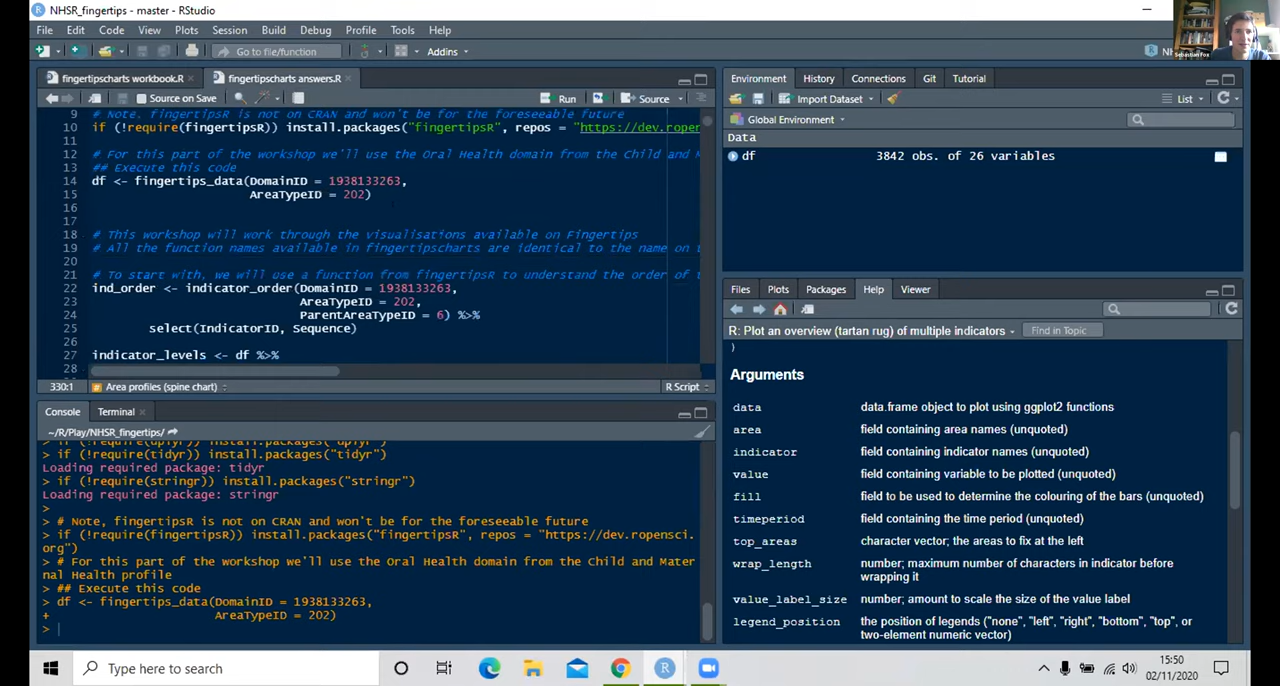 NHSR_fingertips - master - RStudio
File Edit Code View Plots Session Build Debug Profile Tools Help
Go to file/function Addins
Sebastian Fox
fingertipscharts workbook.R fingertipscharts answers.R
Source on Save Run Source
9 # Note, fingertipsR is not on CRAN and won't be for the foreseeable future
10 if (!require(fingertipsR)) install.packages("fingertipsR", repos = "https://dev.ropen
11
12 # For this part of the workshop we'll use the Oral Health domain from the Child and M
13 ## Execute this code
14 df <- fingertips_data(DomainID = 1938133263,
15 AreaTypeID = 202)
16
17
18 # This workshop will work through the visualisations available on Fingertips
19 # All the function names available in fingertipscharts are identical to the name on t
20
21 # To start with, we will use a function from fingertipsR to understand the order of t
22 ind_order <- indicator_order(DomainID = 1938133263,
23 AreaTypeID = 202,
24 ParentAreaTypeID = 6) %>%
25 select(IndicatorID, Sequence)
26
27 indicator_levels <- df %>%
28
330:1 Area profiles (spine chart) R Script
Console Terminal
~/R/Play/NHSR_fingertips/
> if (!require(tidyr)) install.packages("tidyr")
Loading required package: tidyr
> if (!require(stringr)) install.packages("stringr")
Loading required package: stringr
>
> # Note, fingertipsR is not on CRAN and won't be for the foreseeable future
> if (!require(fingertipsR)) install.packages("fingertipsR", repos = "https://dev.ropensci.
org")
> # For this part of the workshop we'll use the Oral Health domain from the Child and Mater
nal Health profile
> ## Execute this code
> df <- fingertips_data(DomainID = 1938133263,
+ AreaTypeID = 202)
>
Environment History Connections Git Tutorial
Import Dataset List
Global Environment
Data
df 3842 obs. of 26 variables
Files Plots Packages Help Viewer
R: Plot an overview (tartan rug) of multiple indicators Find in Topic
)
Arguments
data data.frame object to plot using ggplot2 functions
area field containing area names (unquoted)
indicator field containing indicator names (unquoted)
value field containing variable to be plotted (unquoted)
fill field to be used to determine the colouring of the bars (unquoted)
timeperiod field containing the time period (unquoted)
top_areas character vector; the areas to fix at the left
wrap_length number; maximum number of characters in indicator before
wrapping it
value_label_size number; amount to scale the size of the value label
legend_position the position of legends ("none", "left", "right", "bottom", "top", or
two-element numeric vector)
Type here to search
15:50
02/11/2020